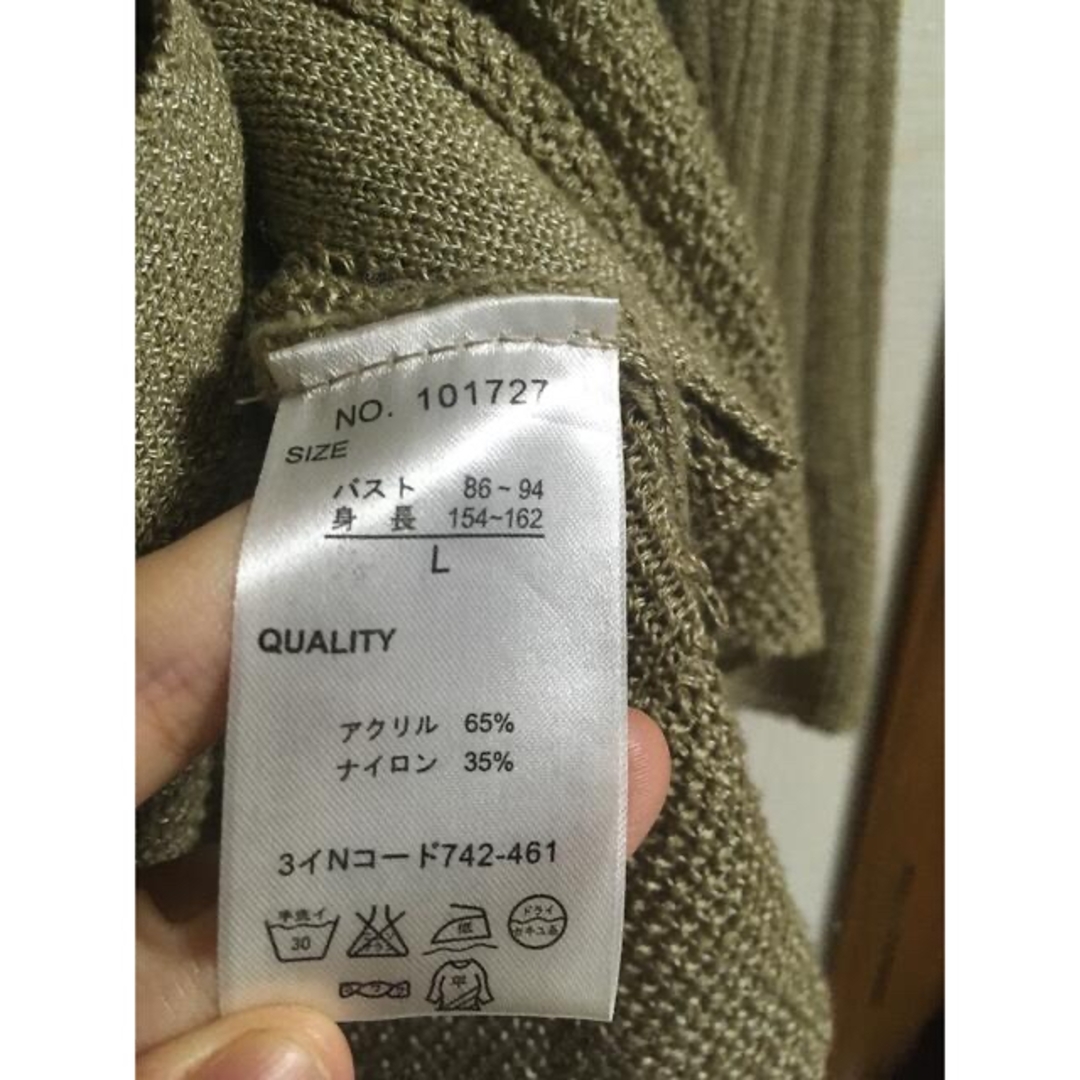 NO. 101727
SIZE
バスト 86~94
身 長 154~162
L
QUALITY
アクリル 65%
ナイロン 35%
3イNコード742-461
手洗イ
30
低
ドライ
平